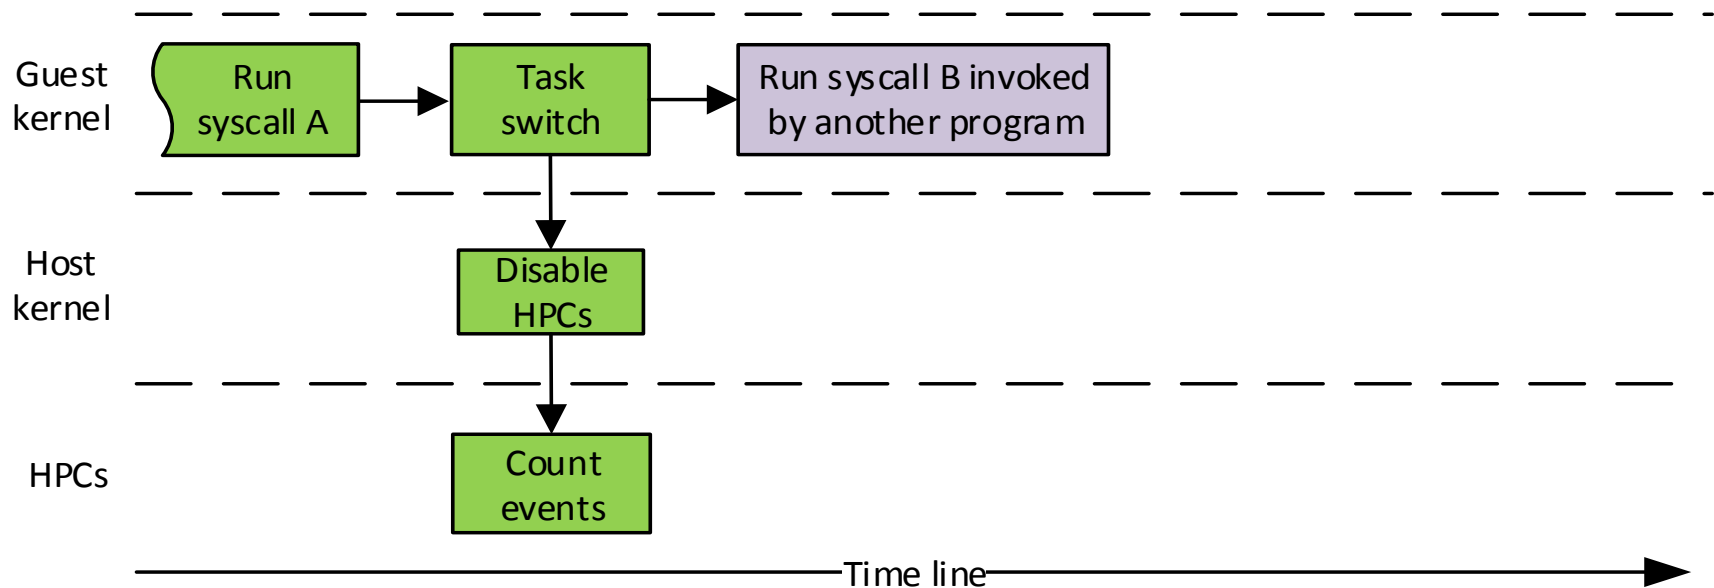 Guest
kernel
Run
syscall A
Task
switch
Run syscall B invoked
by another program
Host
kernel
Disable
HPCs
HPCs
Count
events
Time line